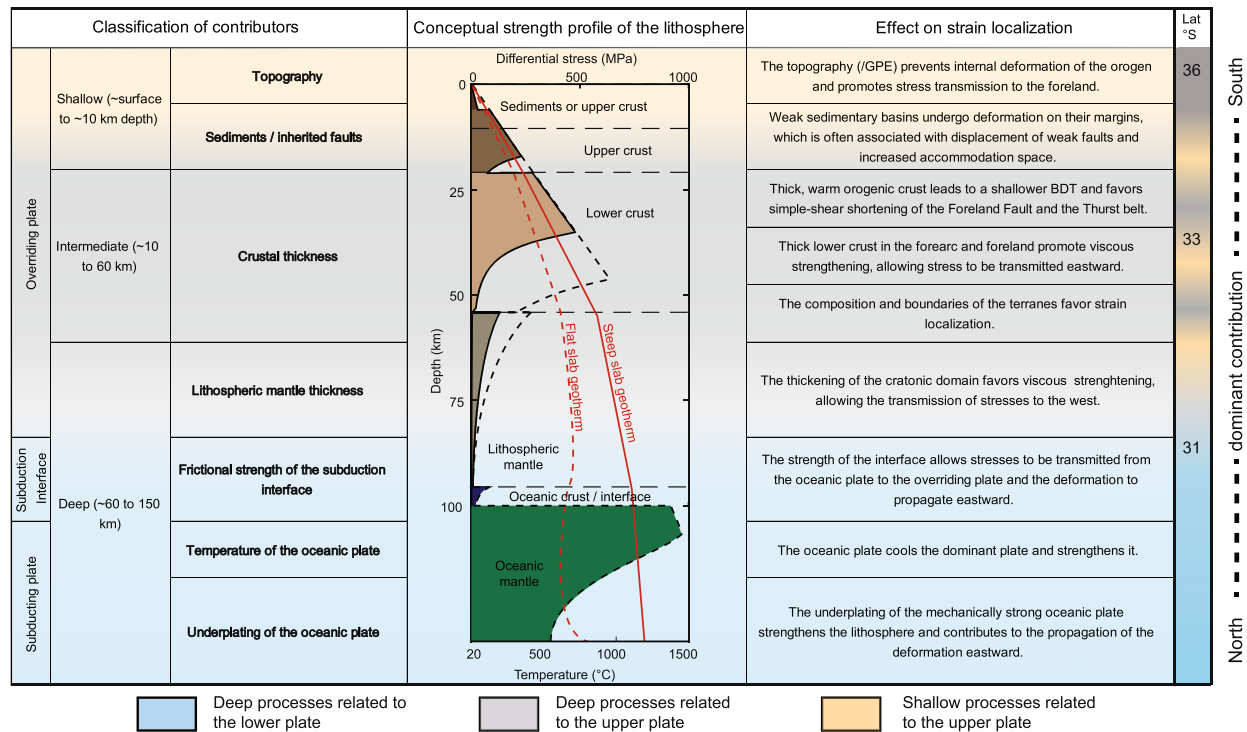 Classification of contributors
Conceptual strength profile of the lithosphere
Effect on strain localization
Lat
°S
Overriding plate
Subduction
Interface
Subducting plate
Shallow (~surface
to ~10 km depth)
Intermediate (~10
to 60 km)
Deep (~60 to 150
km)
Topography
Sediments / inherited faults
Crustal thickness
Lithospheric mantle thickness
Frictional strength of the subduction
interface
Temperature of the oceanic plate
Underplating of the oceanic plate
Differential stress (MPa)
0
500
1000
0
25
50
75
100
Depth (km)
Sediments or upper crust
Upper crust
Lower crust
Flat slab geotherm
Steep slab geotherm
Lithospheric
mantle
Oceanic crust / interface
Oceanic
mantle
20
500
1000
1500
Temperature (°C)
The topography (/GPE) prevents internal deformation of the orogen
and promotes stress transmission to the foreland.
Weak sedimentary basins undergo deformation on their margins,
which is often associated with displacement of weak faults and
increased accommodation space.
Thick, warm orogenic crust leads to a shallower BDT and favors
simple-shear shortening of the Foreland Fault and the Thurst belt.
Thick lower crust in the forearc and foreland promote viscous
strengthening, allowing stress to be transmitted eastward.
The composition and boundaries of the terranes favor strain
localization.
The thickening of the cratonic domain favors viscous strenghtening,
allowing the transmission of stresses to the west.
The strength of the interface allows stresses to be transmitted from
the oceanic plate to the overriding plate and the deformation to
propagate eastward.
The oceanic plate cools the dominant plate and strengthens it.
The underplating of the mechanically strong oceanic plate
strengthens the lithosphere and contributes to the propagation of the
deformation eastward.
36
33
31
North
dominant contribution
South
Deep processes related to
the lower plate
Deep processes related
to the upper plate
Shallow processes related
to the upper plate